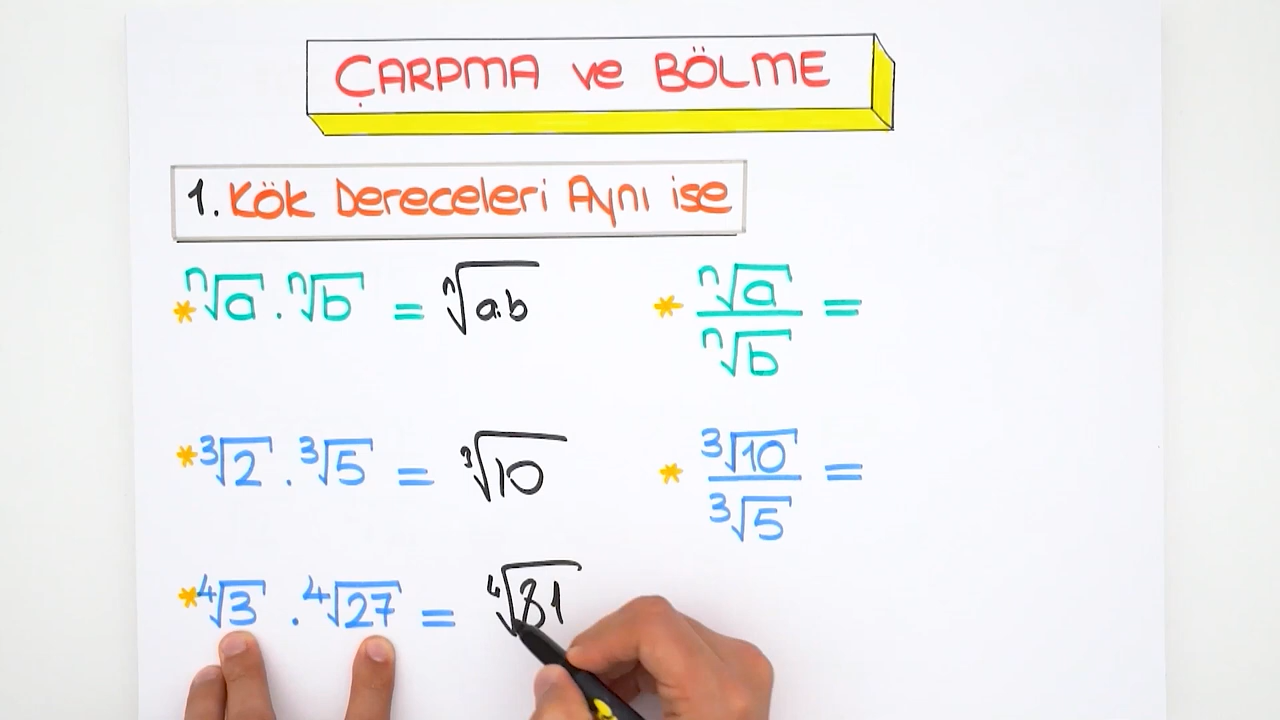 ÇARPMA ve BÖLME
1. Kök Dereceleri Aynı ise
* ⁿ√a . ⁿ√b = ⁿ√a.b
* ⁿ√a / ⁿ√b =
* ³√2 . ³√5 = ³√10
* ³√10 / ³√5 =
* ⁴√3 . ⁴√27 = ⁴√81